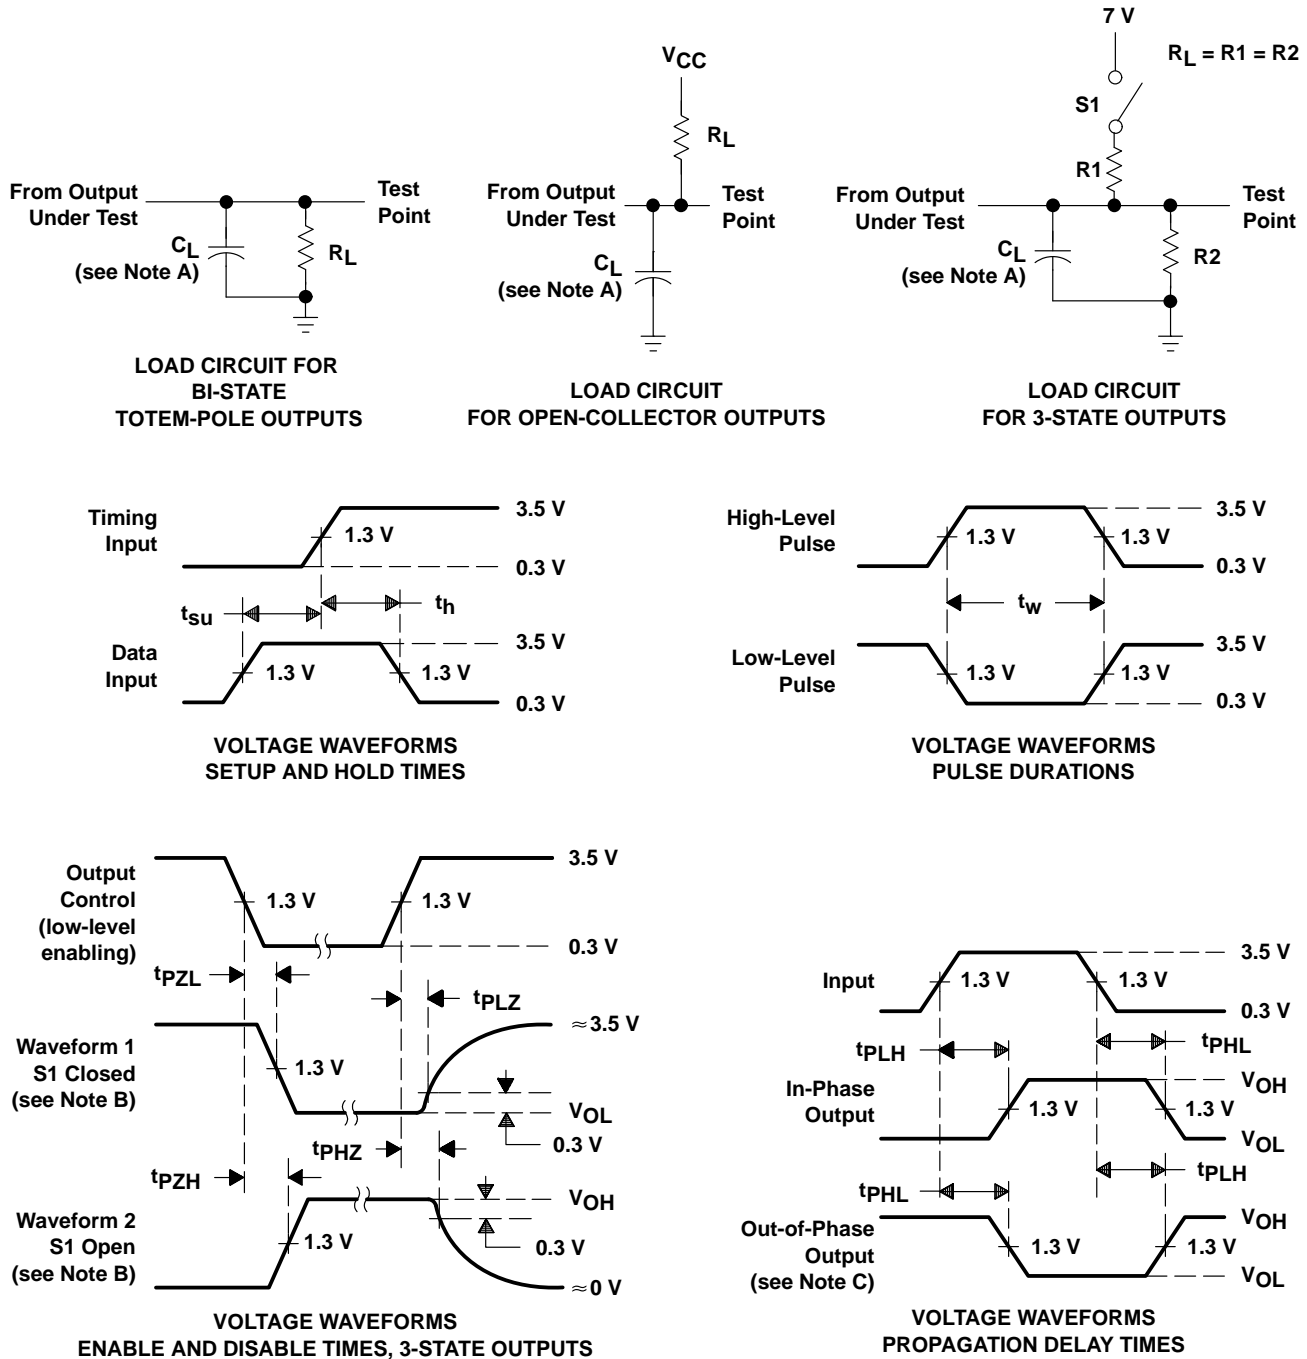 7 V
RL = R1 = R2
VCC
S1
RL
R1
From Output
Under Test
Test
Point
CL
(see Note A)
RL
From Output
Under Test
Test
Point
CL
(see Note A)
From Output
Under Test
Test
Point
CL
(see Note A)
R2
LOAD CIRCUIT FOR
BI-STATE
TOTEM-POLE OUTPUTS
LOAD CIRCUIT
FOR OPEN-COLLECTOR OUTPUTS
LOAD CIRCUIT
FOR 3-STATE OUTPUTS
Timing
Input
1.3 V
3.5 V
0.3 V
tsu
th
Data
Input
1.3 V
1.3 V
3.5 V
0.3 V
VOLTAGE WAVEFORMS
SETUP AND HOLD TIMES
High-Level
Pulse
1.3 V
1.3 V
3.5 V
0.3 V
tw
Low-Level
Pulse
1.3 V
1.3 V
3.5 V
0.3 V
VOLTAGE WAVEFORMS
PULSE DURATIONS
Output
Control
(low-level
enabling)
1.3 V
1.3 V
3.5 V
0.3 V
tPZL
tPLZ
Waveform 1
S1 Closed
(see Note B)
1.3 V
≈3.5 V
VOL
0.3 V
tPHZ
tPZH
Waveform 2
S1 Open
(see Note B)
1.3 V
VOH
0.3 V
≈0 V
VOLTAGE WAVEFORMS
ENABLE AND DISABLE TIMES, 3-STATE OUTPUTS
Input
1.3 V
1.3 V
3.5 V
0.3 V
tPLH
tPHL
In-Phase
Output
1.3 V
1.3 V
VOH
VOL
tPHL
tPLH
Out-of-Phase
Output
(see Note C)
1.3 V
1.3 V
VOH
VOL
VOLTAGE WAVEFORMS
PROPAGATION DELAY TIMES